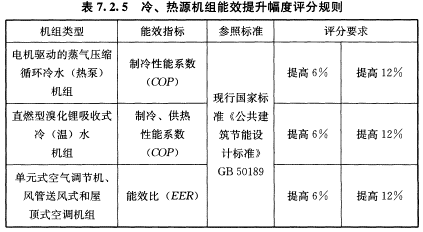 表 7.2.5 冷、热源机组能效提升幅度评分规则
机组类型 能效指标 参照标准 评分要求
电机驱动的蒸气压缩
循环冷水（热泵）
机组
制冷性能系数
（COP）
提高 6% 提高 12%
直燃型溴化锂吸收式
冷（温）水
机组
制冷、供热
性能系数
（COP）
现行国家标
准《公共建
筑节能设
计标准》
GB 50189
提高 6% 提高 12%
单元式空气调节机、
风管送风式和屋
顶式空调机组
能效比（EER）
提高 6% 提高 12%